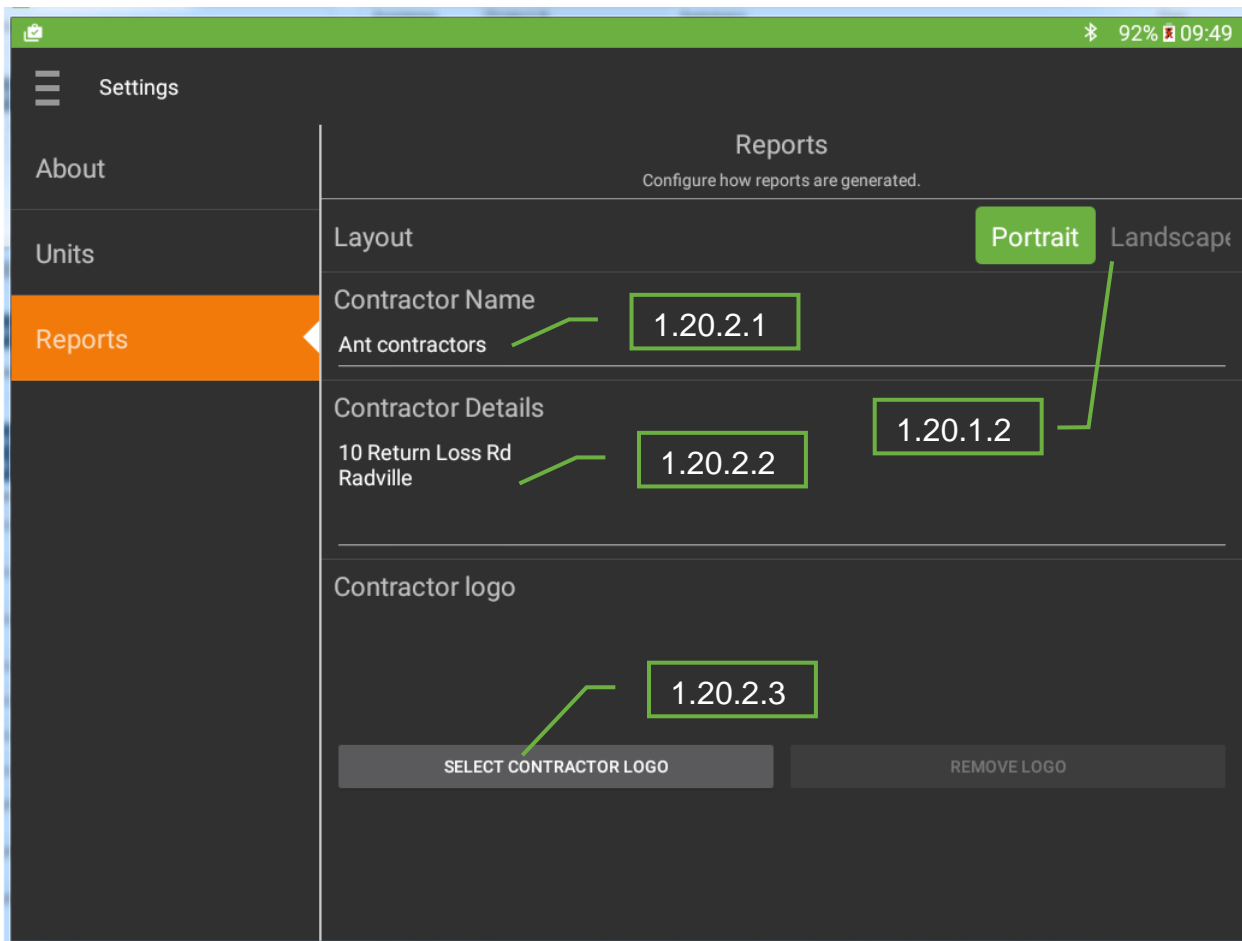 92% 09:49
Settings
About
Units
Reports
Reports
Configure how reports are generated.
Layout
Portrait
Landscape
Contractor Name
Ant contractors
1.20.2.1
Contractor Details
10 Return Loss Rd
Radville
1.20.2.2
1.20.1.2
Contractor logo
1.20.2.3
SELECT CONTRACTOR LOGO
REMOVE LOGO